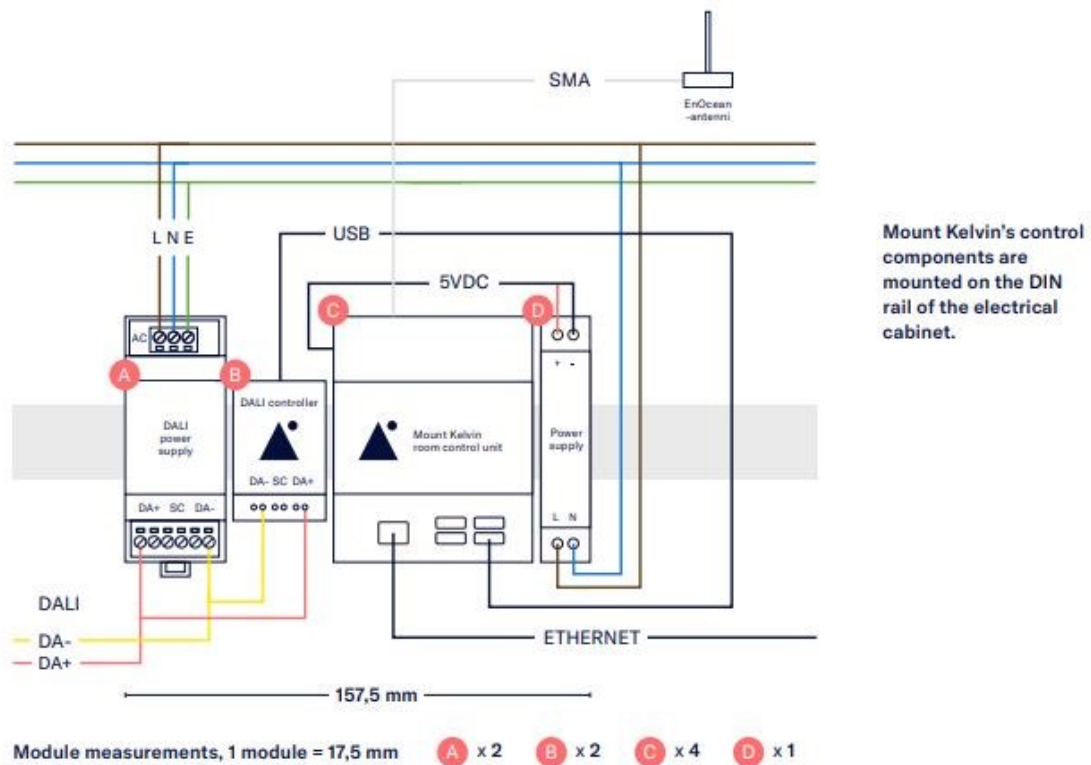 SMA
EnOcean
-antenni
L N E
USB
5VDC
Mount Kelvin's control
components are
mounted on the DIN
rail of the electrical
cabinet.
AC
A
B
C
D
+ -
DALI
power
supply
DALI controller
Mount Kelvin
room control unit
Power
supply
DA- SC DA+
DA+ SC DA-
L N
DALI
DA-
DA+
ETHERNET
157,5 mm
Module measurements, 1 module = 17,5 mm A x 2 B x 2 C x 4 D x 1